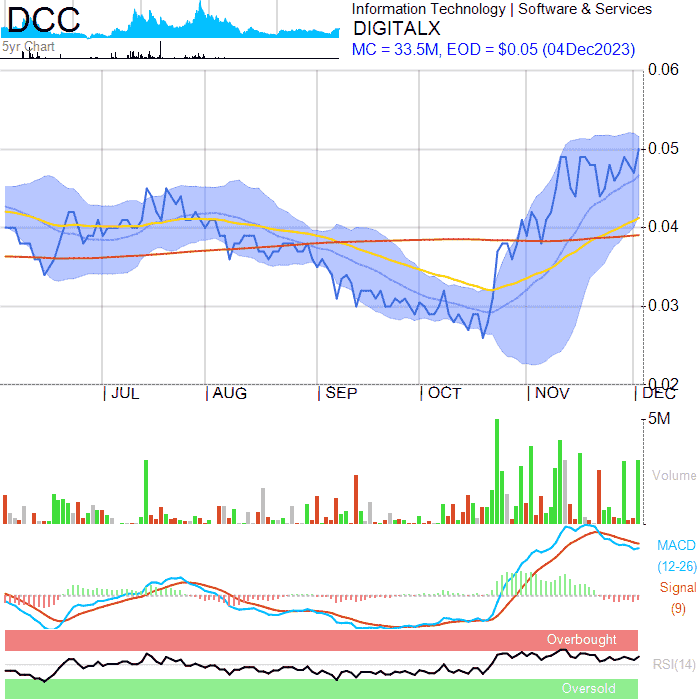 DCC
5yr Chart
Information Technology | Software & Services
DIGITALX
MC = 33.5M, EOD = $0.05 (04Dec2023)
0.06
0.05
0.04
0.03
0.02
JUL
AUG
SEP
OCT
NOV
DEC
5M
Volume
MACD
(12-26)
Signal
(9)
Overbought
RSI(14)
Oversold